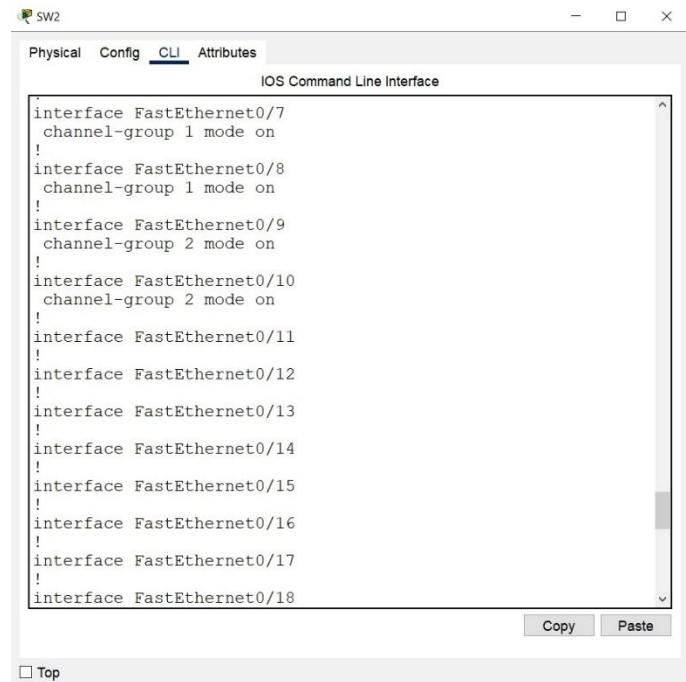 SW2
Physical Config CLI Attributes
IOS Command Line Interface
!
interface FastEthernet0/7
 channel-group 1 mode on
!
interface FastEthernet0/8
 channel-group 1 mode on
!
interface FastEthernet0/9
 channel-group 2 mode on
!
interface FastEthernet0/10
 channel-group 2 mode on
!
interface FastEthernet0/11
!
interface FastEthernet0/12
!
interface FastEthernet0/13
!
interface FastEthernet0/14
!
interface FastEthernet0/15
!
interface FastEthernet0/16
!
interface FastEthernet0/17
!
interface FastEthernet0/18
Copy Paste
Top